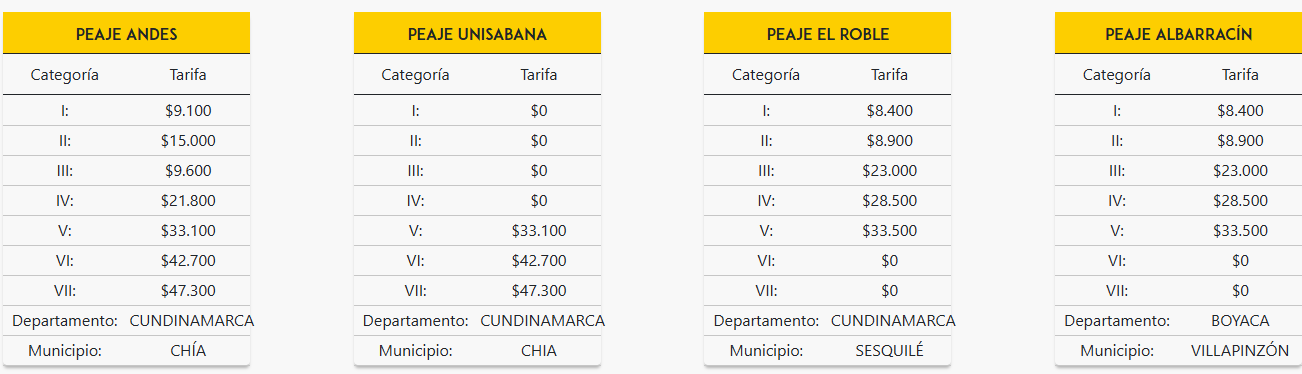 PEAJE ANDES
Categoría Tarifa
I: $9.100
II: $15.000
III: $9.600
IV: $21.800
V: $33.100
VI: $42.700
VII: $47.300
Departamento: CUNDINAMARCA
Municipio: CHÍA
PEAJE UNISABANA
Categoría Tarifa
I: $0
II: $0
III: $0
IV: $0
V: $33.100
VI: $42.700
VII: $47.300
Departamento: CUNDINAMARCA
Municipio: CHIA
PEAJE EL ROBLE
Categoría Tarifa
I: $8.400
II: $8.900
III: $23.000
IV: $28.500
V: $33.500
VI: $0
VII: $0
Departamento: CUNDINAMARCA
Municipio: SESQUILÉ
PEAJE ALBARRACÍN
Categoría Tarifa
I: $8.400
II: $8.900
III: $23.000
IV: $28.500
V: $33.500
VI: $0
VII: $0
Departamento: BOYACA
Municipio: VILLAPINZÓN